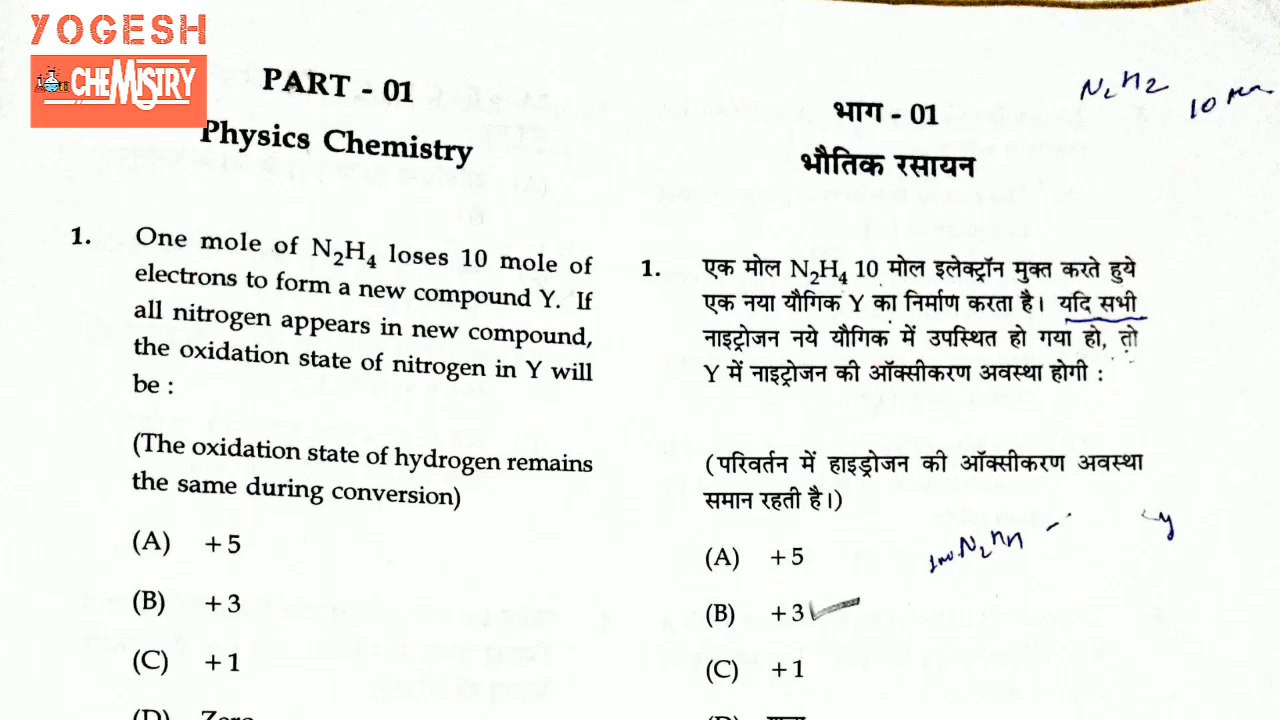 YOGESH
CHEMISTRY
PART - 01
Physics Chemistry
1. One mole of N₂H₄ loses 10 mole of
electrons to form a new compound Y. If
all nitrogen appears in new compound,
the oxidation state of nitrogen in Y will
be :
(The oxidation state of hydrogen remains
the same during conversion)
(A) +5
(B) +3
(C) +1
(D) Zero
भाग - 01
भौतिक रसायन
1. एक मोल N₂H₄ 10 मोल इलेक्ट्रॉन मुक्त करते हुये
एक नया यौगिक Y का निर्माण करता है। यदि सभी
नाइट्रोजन नये यौगिक में उपस्थित हो गया हो, तो
Y में नाइट्रोजन की ऑक्सीकरण अवस्था होगी :
(परिवर्तन में हाइड्रोजन की ऑक्सीकरण अवस्था
समान रहती है।)
(A) +5
(B) +3
(C) +1